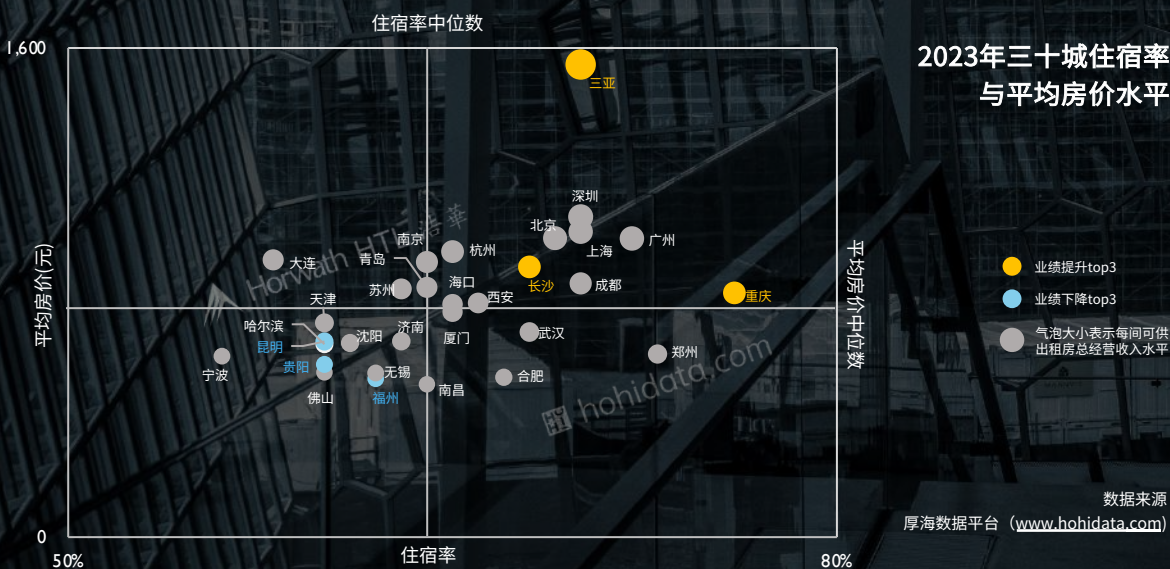 住宿率中位数
1,600
2023年三十城住宿率
与平均房价水平
三亚
深圳
北京
上海
广州
南京
杭州
青岛
大连
长沙
成都
苏州
海口
西安
重庆
天津
哈尔滨
昆明
沈阳
济南
厦门
武汉
郑州
宁波
贵阳
无锡
合肥
佛山
福州
南昌
平均房价(元)
平均房价中位数
业绩提升top3
业绩下降top3
气泡大小表示每间可供
出租房总经营收入水平
Horwath HTL 浩华
hohidata.com
0
50%
住宿率
80%
数据来源
厚海数据平台（www.hohidata.com)